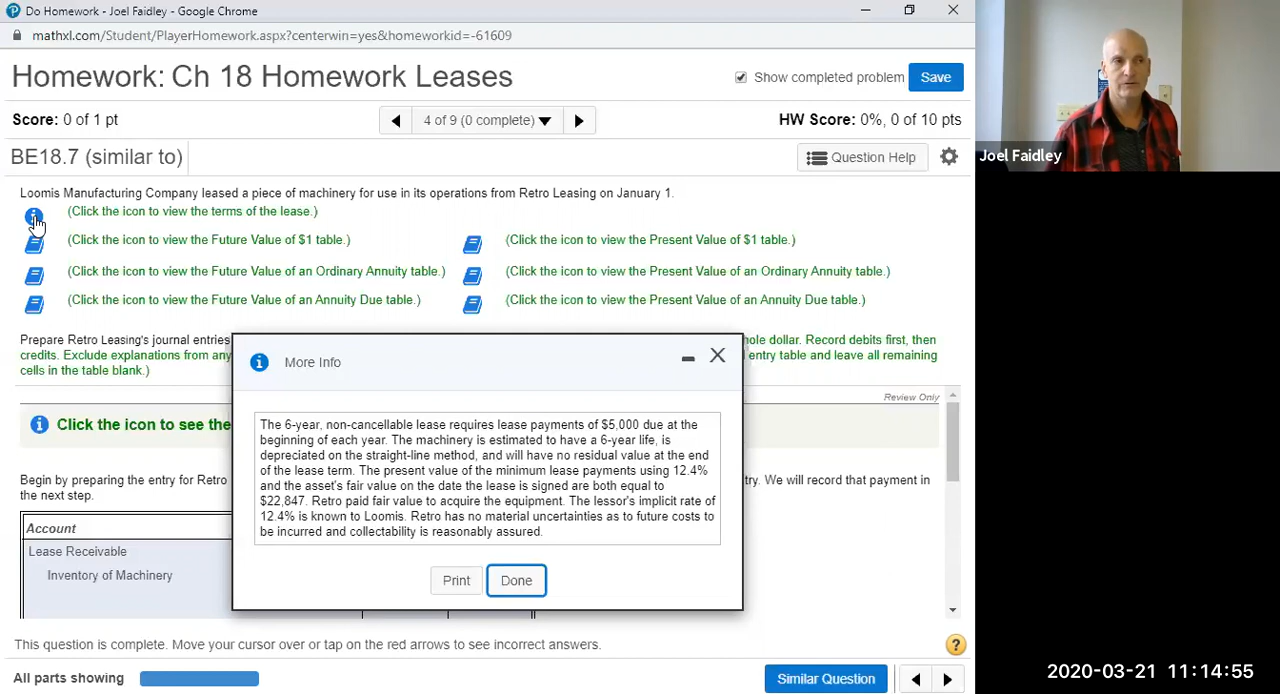 Do Homework - Joel Faidley - Google Chrome
mathxl.com/Student/PlayerHomework.aspx?centerwin=yes&homeworkid=-61609
Homework: Ch 18 Homework Leases
Show completed problem
Save
Score: 0 of 1 pt
4 of 9 (0 complete)
HW Score: 0%, 0 of 10 pts
BE18.7 (similar to)
Question Help
Joel Faidley
Loomis Manufacturing Company leased a piece of machinery for use in its operations from Retro Leasing on January 1.
(Click the icon to view the terms of the lease.)
(Click the icon to view the Future Value of $1 table.)
(Click the icon to view the Present Value of $1 table.)
(Click the icon to view the Future Value of an Ordinary Annuity table.)
(Click the icon to view the Present Value of an Ordinary Annuity table.)
(Click the icon to view the Future Value of an Annuity Due table.)
(Click the icon to view the Present Value of an Annuity Due table.)
Prepare Retro Leasing's journal entries
dollar. Record debits first, then
credits. Exclude explanations from any
entry table and leave all remaining
cells in the table blank.)
Review Only
Click the icon to see the
Begin by preparing the entry for Retro
We will record that payment in
the next step.
Account
Lease Receivable
Inventory of Machinery
More Info
The 6-year, non-cancellable lease requires lease payments of $5,000 due at the
beginning of each year. The machinery is estimated to have a 6-year life, is
depreciated on the straight-line method, and will have no residual value at the end
of the lease term. The present value of the minimum lease payments using 12.4%
and the asset's fair value on the date the lease is signed are both equal to
$22,847. Retro paid fair value to acquire the equipment. The lessor's implicit rate of
12.4% is known to Loomis. Retro has no material uncertainties as to future costs to
be incurred and collectability is reasonably assured.
Print
Done
This question is complete. Move your cursor over or tap on the red arrows to see incorrect answers.
?
All parts showing
Similar Question
2020-03-21 11:14:55